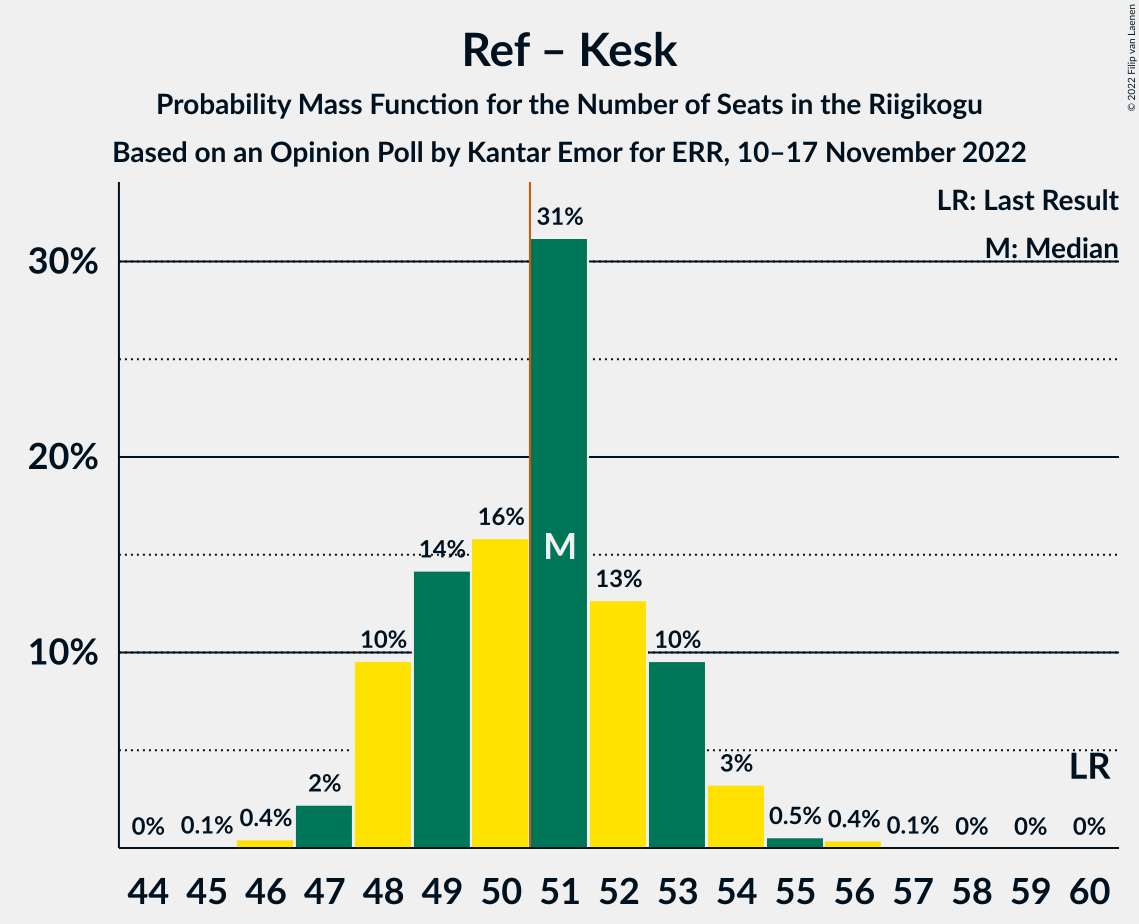 Ref – Kesk
Probability Mass Function for the Number of Seats in the Riigikogu
Based on an Opinion Poll by Kantar Emor for ERR, 10–17 November 2022
© 2022 Filip van Laenen
LR: Last Result
M: Median
30%
20%
10%
0%
0.1%
0.4%
2%
10%
14%
16%
31%
M
13%
10%
3%
0.5%
0.4%
0.1%
0%
0%
0%
LR
44 45 46 47 48 49 50 51 52 53 54 55 56 57 58 59 60